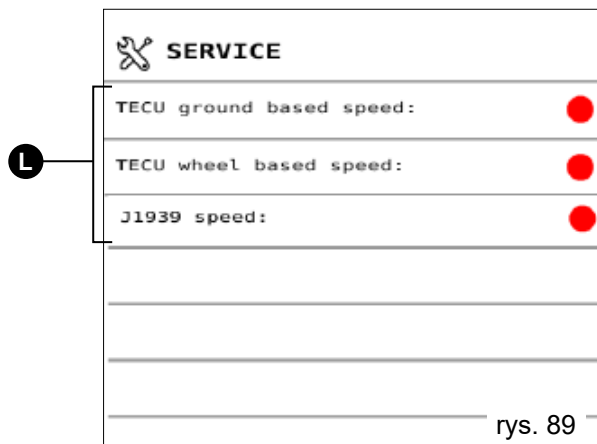 SERVICE
TECU ground based speed:
L
TECU wheel based speed:
J1939 speed:
rys. 89